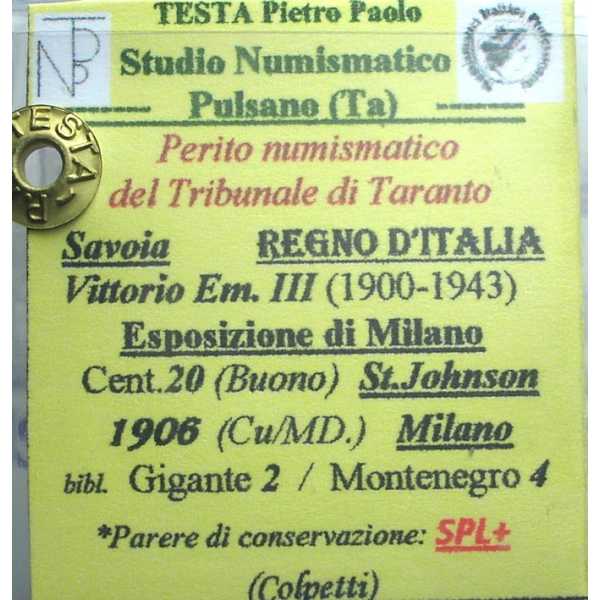 TESTA Pietro Paolo
Studio Numismatico
Pulsano (Ta)
Perito numismatico
del Tribunale di Taranto
TESTA
Savoia REGNO D'ITALIA
Vittorio Em. III (1900-1943)
Esposizione di Milano
Cent.20 (Buono) St.Johnson
1906 (Cu/MD.) Milano
bibl. Gigante 2 / Montenegro 4
*Parere di conservazione: SPL+
(Colpetti)